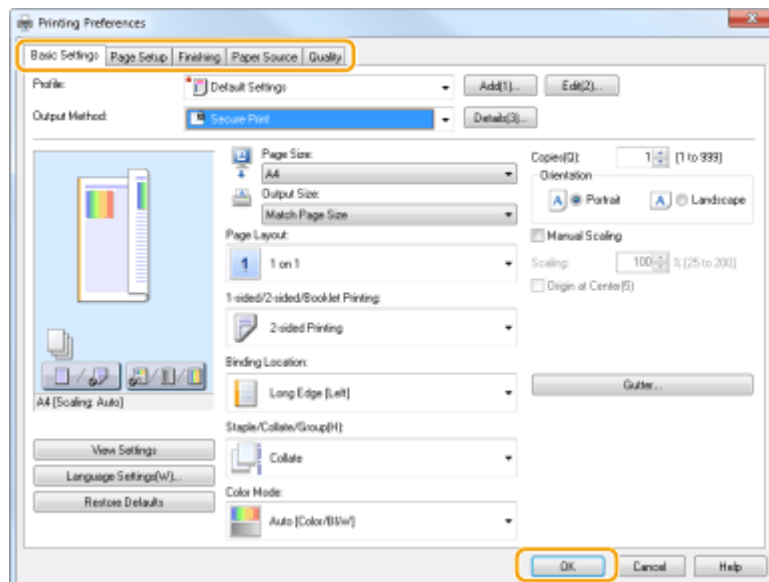 Printing Preferences
Basic Settings Page Setup Finishing Paper Source Quality
Profile: Default Settings Add(1)... Edit(2)...
Output Method: Secure Print Details(3)...
Page Size:
A4
Output Size:
Match Page Size
Page Layout:
1 1 on 1
1-sided/2-sided/Booklet Printing:
2-sided Printing
Binding Location:
Long Edge [Left]
Staple/Collate/Group(H):
Collate
Color Mode:
Auto [Color/B/W]
Copies(Q): 1 [1 to 999]
Orientation
A Portrait A Landscape
Manual Scaling
Scaling: 100 % (25 to 200)
Origin at Center(5)
Gutter...
A4 [Scaling: Auto]
View Settings
Language Settings(W)...
Restore Defaults
OK Cancel Help